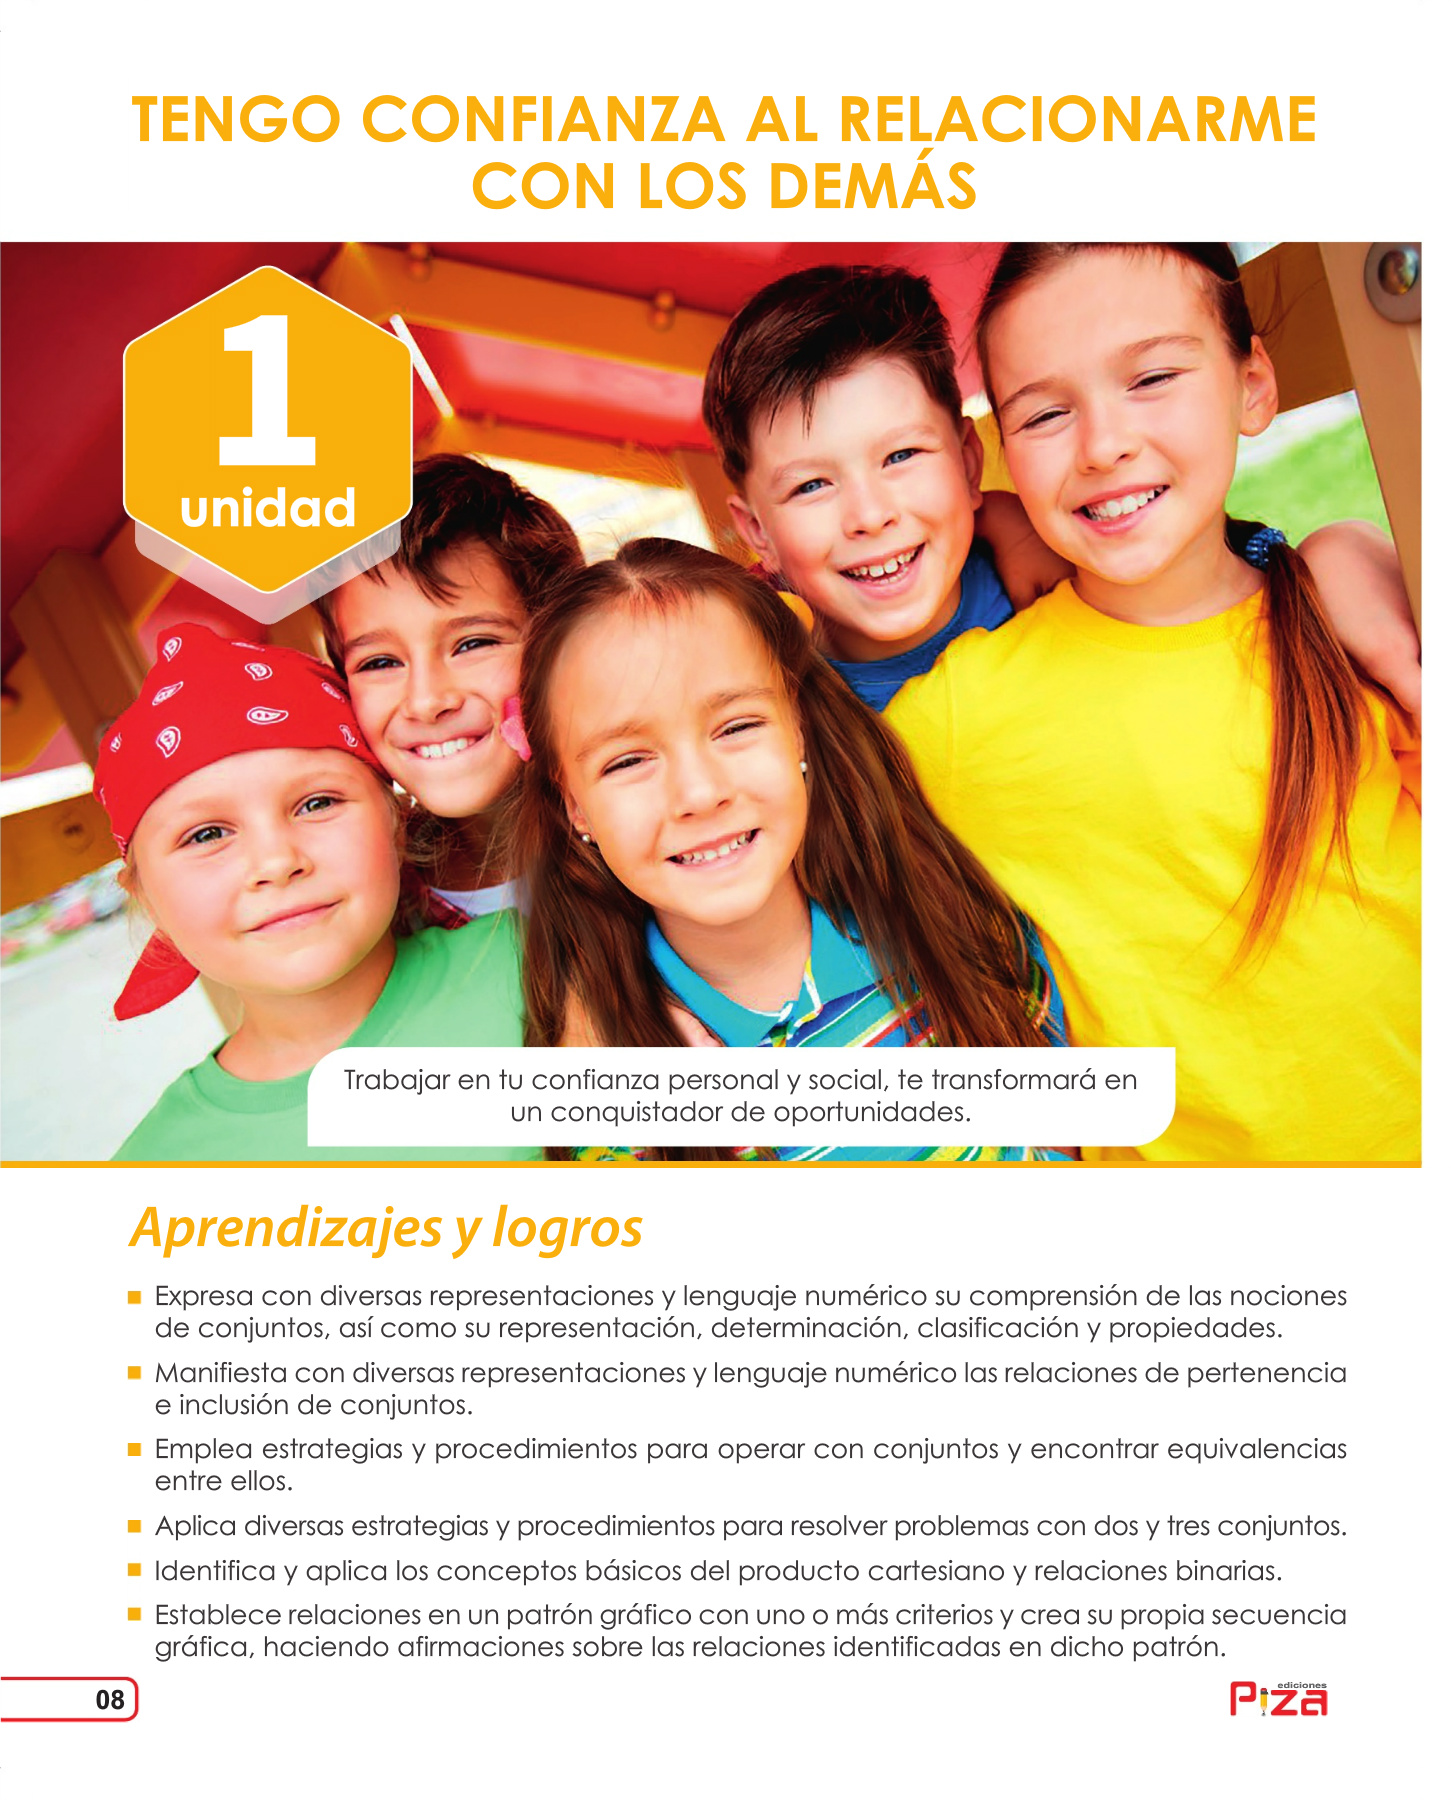 TENGO CONFIANZA AL RELACIONARME
CON LOS DEMÁS
1
unidad
Trabajar en tu confianza personal y social, te transformará en
un conquistador de oportunidades.
Aprendizajes y logros
Expresa con diversas representaciones y lenguaje numérico su comprensión de las nociones
de conjuntos, así como su representación, determinación, clasificación y propiedades.
Manifiesta con diversas representaciones y lenguaje numérico las relaciones de pertenencia
e inclusión de conjuntos.
Emplea estrategias y procedimientos para operar con conjuntos y encontrar equivalencias
entre ellos.
Aplica diversas estrategias y procedimientos para resolver problemas con dos y tres conjuntos.
Identifica y aplica los conceptos básicos del producto cartesiano y relaciones binarias.
Establece relaciones en un patrón gráfico con uno o más criterios y crea su propia secuencia
gráfica, haciendo afirmaciones sobre las relaciones identificadas en dicho patrón.
08
ediciones
Piza